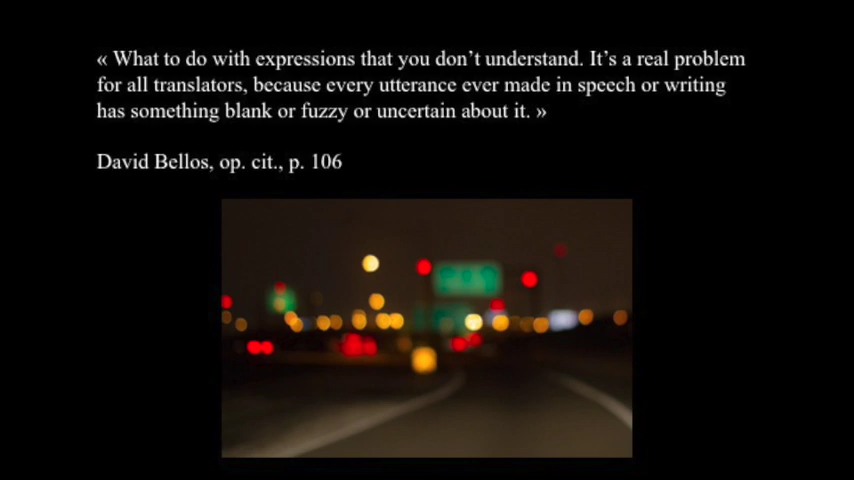 « What to do with expressions that you don’t understand. It’s a real problem
for all translators, because every utterance ever made in speech or writing
has something blank or fuzzy or uncertain about it. »
David Bellos, op. cit., p. 106